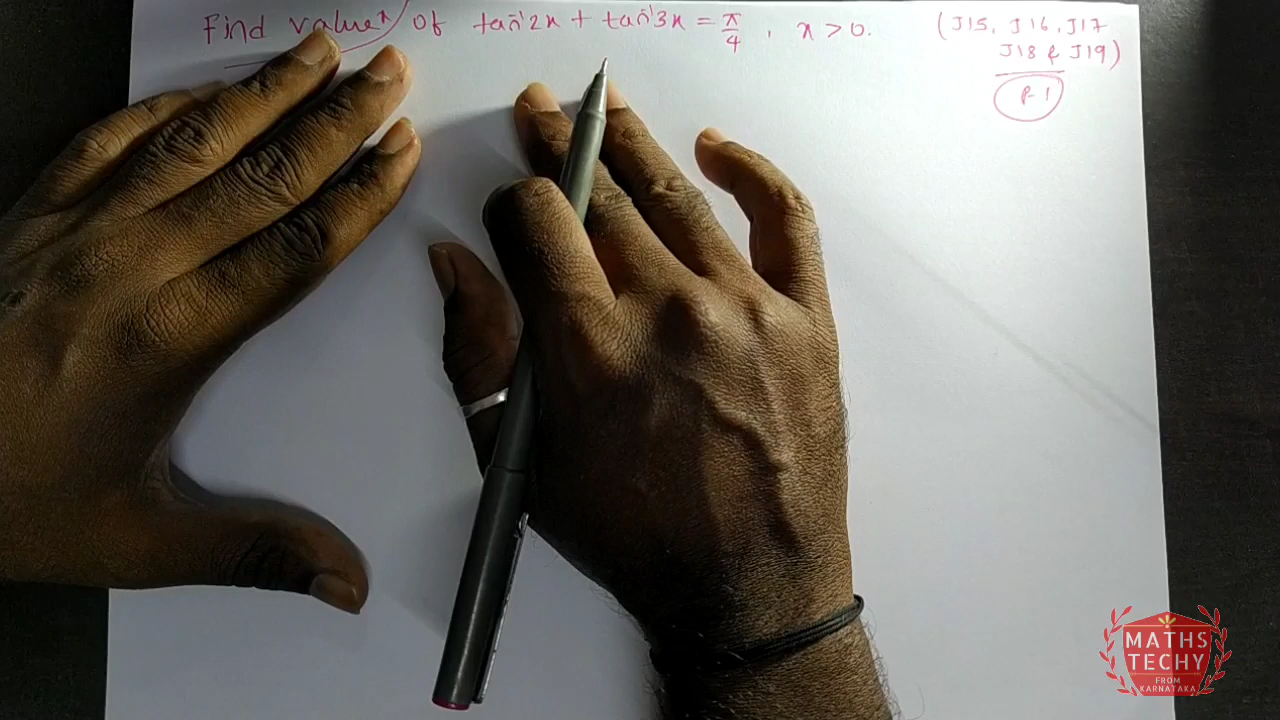 Find value x of tan⁻¹2x + tan⁻¹3x = π/4 , x > 0.
(J15, J16, J17
J18 & J19)
P-1
MATHS
TECHY
FROM
KARNATAKA